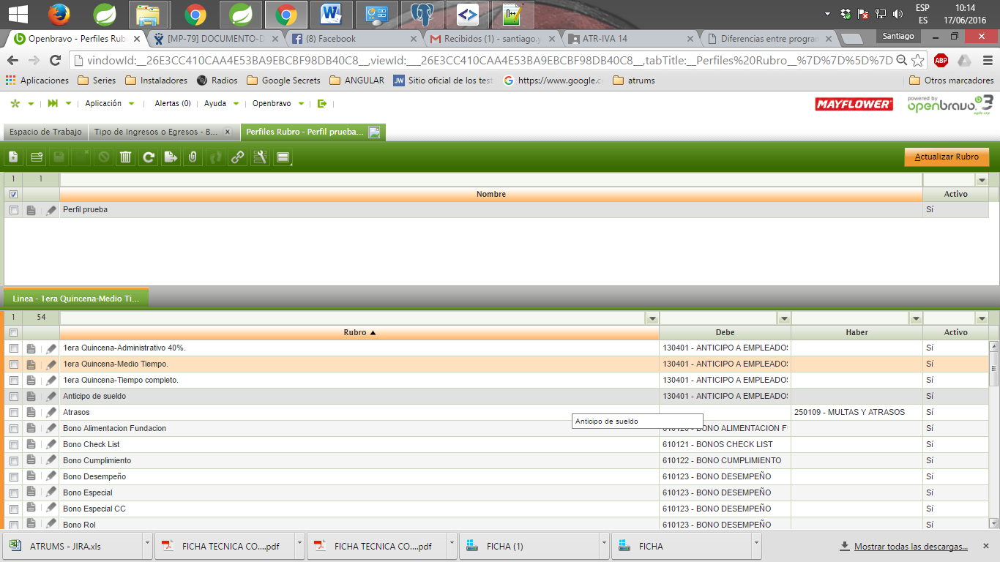 ESP
ES
10:14
17/06/2016
Openbravo - Perfiles Rub
[MP-79] DOCUMENTO-D
(8) Facebook
Recibidos (1) - santiago.y
ATR-IVA 14
Diferencias entre program
Santiago
vindowId:__26E3CC410CAA4E53BA9EBCBF98DB40C8__,viewId:___26E3CC410CAA4E53BA9EBCBF98DB40C8__,tabTitle:__Perfiles%20Rubro__%7D%7D%5D%7D
ABP
Aplicaciones
Series
Instaladores
Radios
Google Secrets
ANGULAR
JW Sitio oficial de los test
https://www.google.c
atrums
Otros marcadores
Aplicación
Alertas (0)
Ayuda
Openbravo
MAYFLOWER
powered by
openbravo 3
agile erp
Espacio de Trabajo
Tipo de Ingresos o Egresos - B...
Perfiles Rubro - Perfil prueba...
Actualizar Rubro
1 1
Nombre Activo
Perfil prueba Sí
Linea - 1era Quincena-Medio Ti...
1 54
Rubro Debe Haber Activo
1era Quincena-Administrativo 40%. 130401 - ANTICIPO A EMPLEADOS Sí
1era Quincena-Medio Tiempo. 130401 - ANTICIPO A EMPLEADOS Sí
1era Quincena-Tiempo completo. 130401 - ANTICIPO A EMPLEADOS Sí
Anticipo de sueldo 130401 - ANTICIPO A EMPLEADOS Sí
Atrasos 250109 - MULTAS Y ATRASOS Sí
Anticipo de sueldo
Bono Alimentacion Fundacion 610120 - BONO ALIMENTACION F Sí
Bono Check List 610121 - BONOS CHECK LIST Sí
Bono Cumplimiento 610122 - BONO CUMPLIMIENTO Sí
Bono Desempeño 610123 - BONO DESEMPEÑO Sí
Bono Especial 610123 - BONO DESEMPEÑO Sí
Bono Especial CC 610123 - BONO DESEMPEÑO Sí
Bono Rol 610123 - BONO DESEMPEÑO Sí
ATRUMS - JIRA.xls
FICHA TECNICA CO....pdf
FICHA TECNICA CO....pdf
FICHA (1)
FICHA
Mostrar todas las descargas...